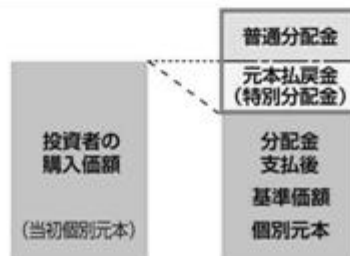 普通分配金
元本払戻金
(特別分配金)
投資者の
購入価額
(当初個別元本)
分配金
支払後
基準価額
個別元本